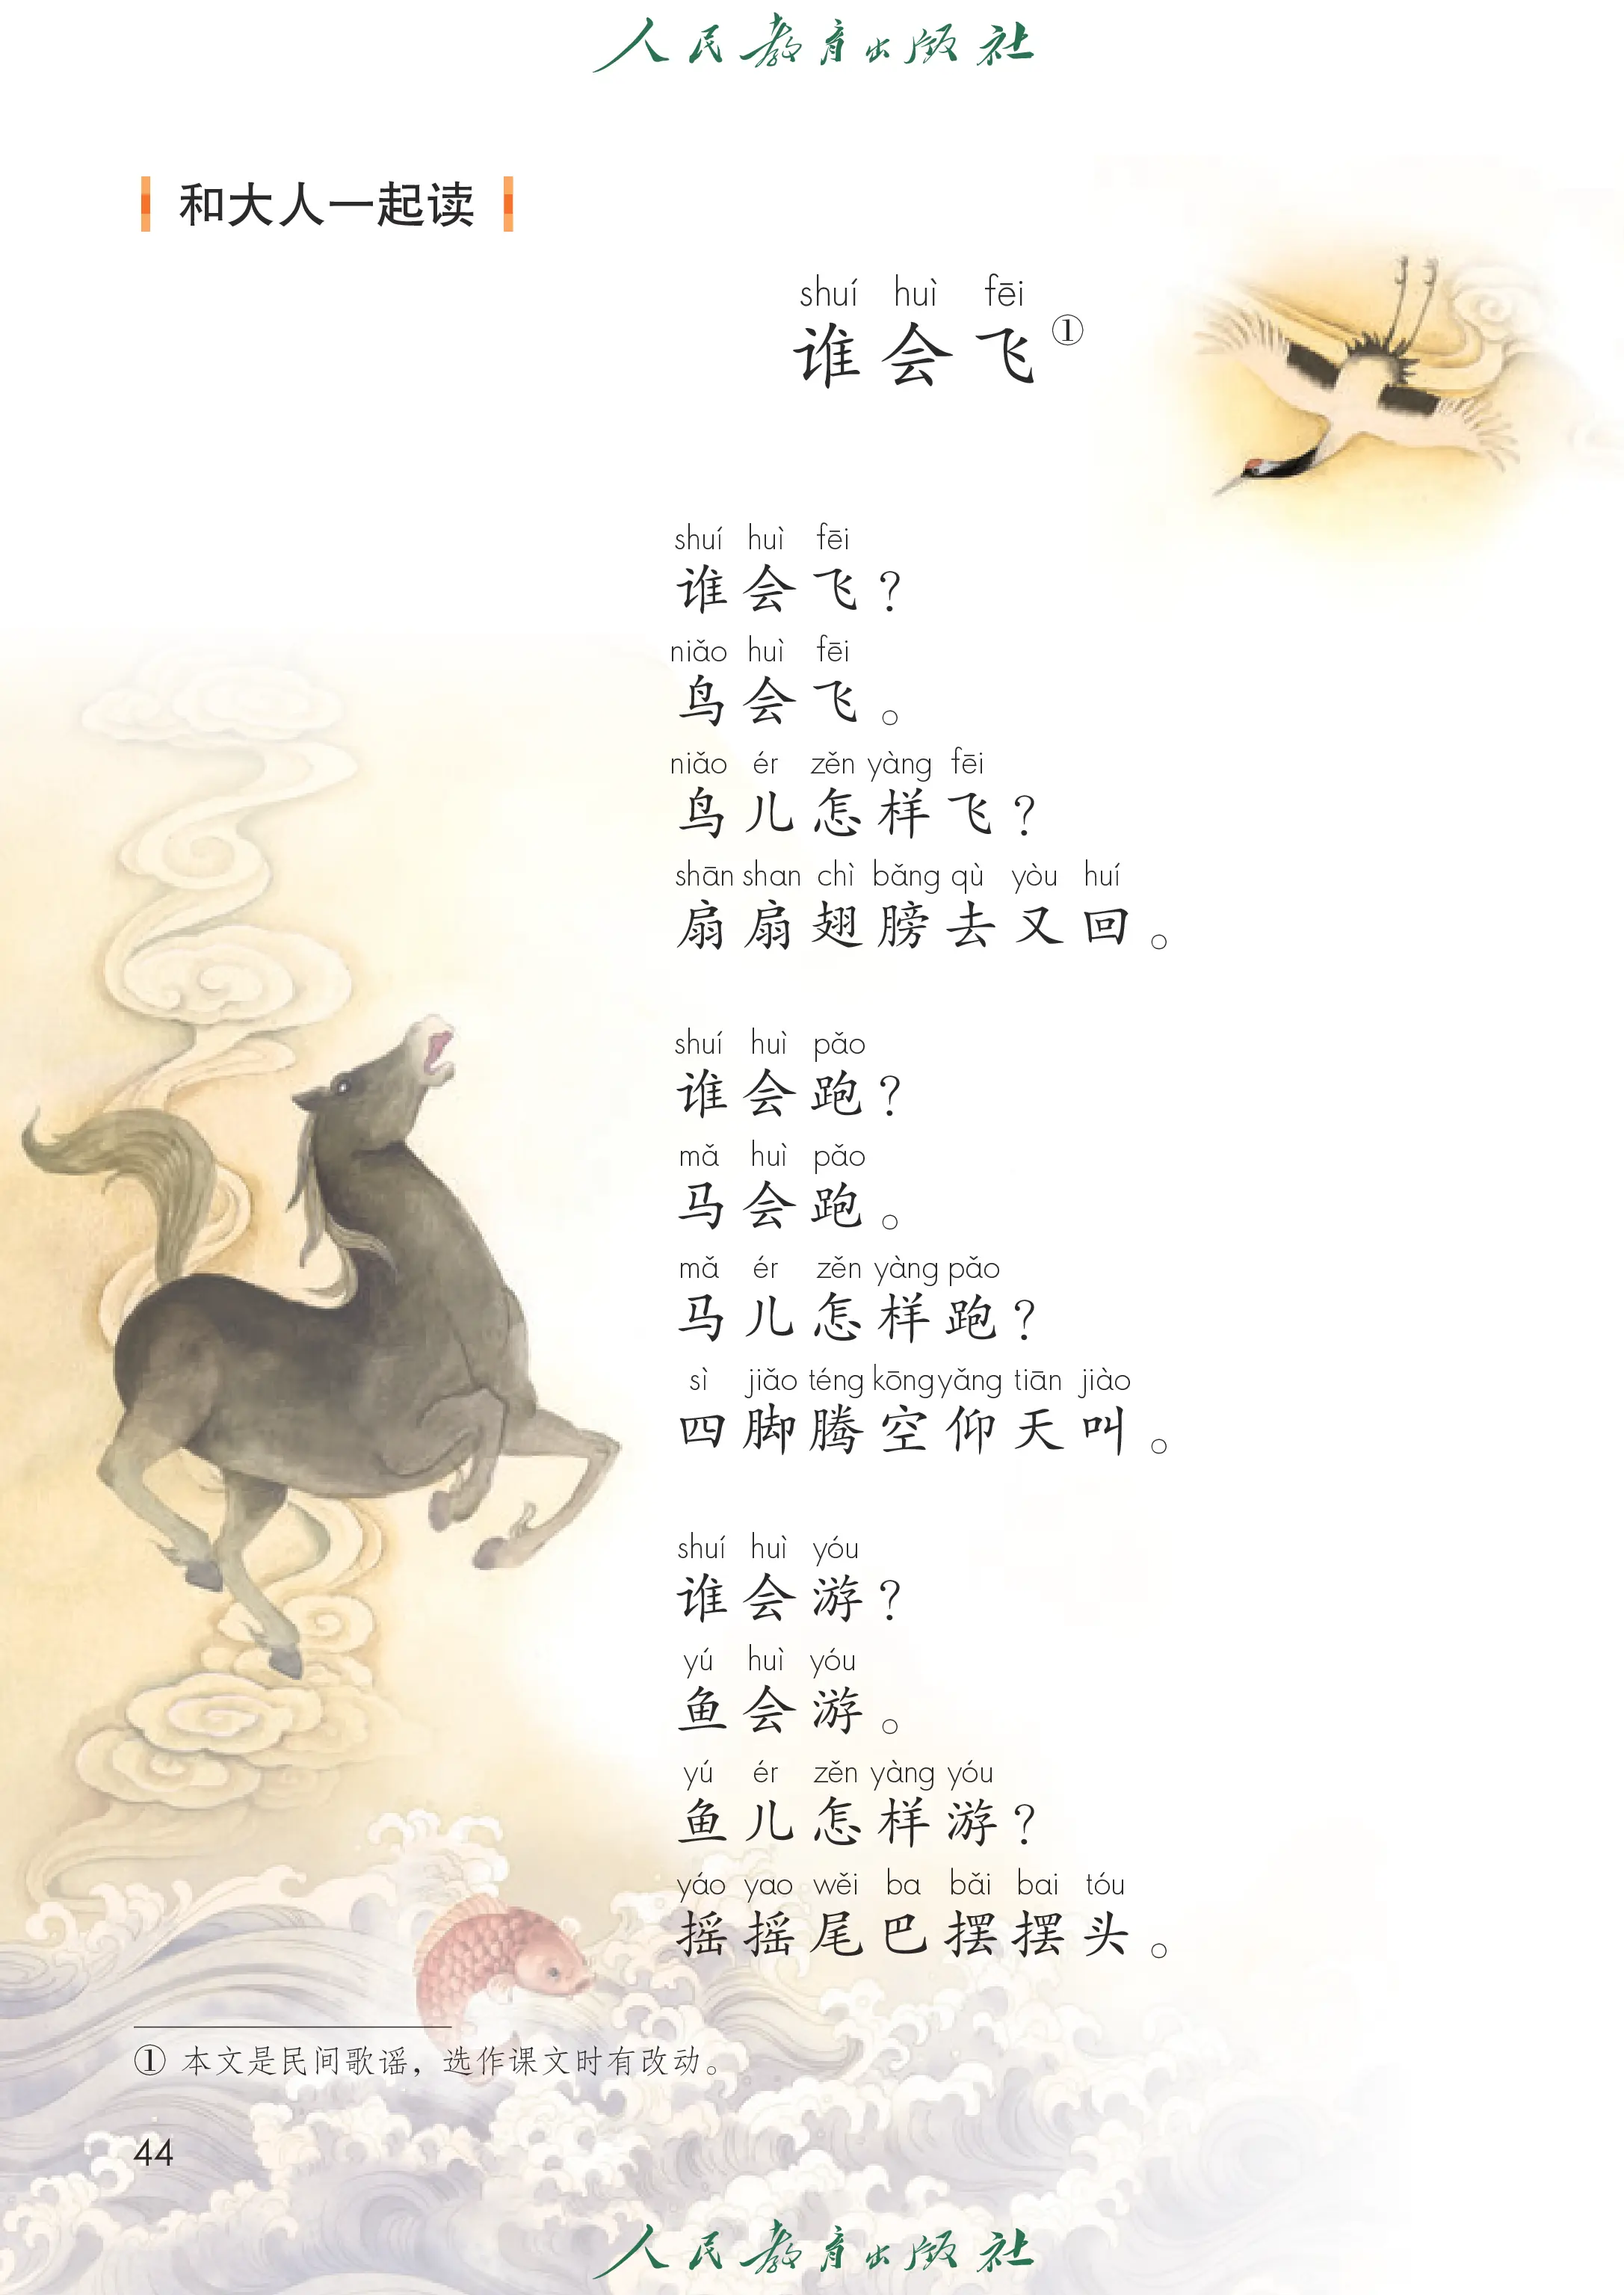 人民教育出版社
和大人一起读
shuí huì fēi
谁会飞①
shuí huì fēi
谁会飞？
niǎo huì fēi
鸟会飞。
niǎo ér zěn yàng fēi
鸟儿怎样飞？
shān shan chì bǎng qù yòu huí
扇扇翅膀去又回。
shuí huì pǎo
谁会跑？
mǎ huì pǎo
马会跑。
mǎ ér zěn yàng pǎo
马儿怎样跑？
sì jiǎo téng kōng yǎng tiān jiào
四脚腾空仰天叫。
shuí huì yóu
谁会游？
yú huì yóu
鱼会游。
yú ér zěn yàng yóu
鱼儿怎样游？
yáo yao wěi ba bǎi bai tóu
摇摇尾巴摆摆头。
① 本文是民间歌谣，选作课文时有改动。
44
人民教育出版社